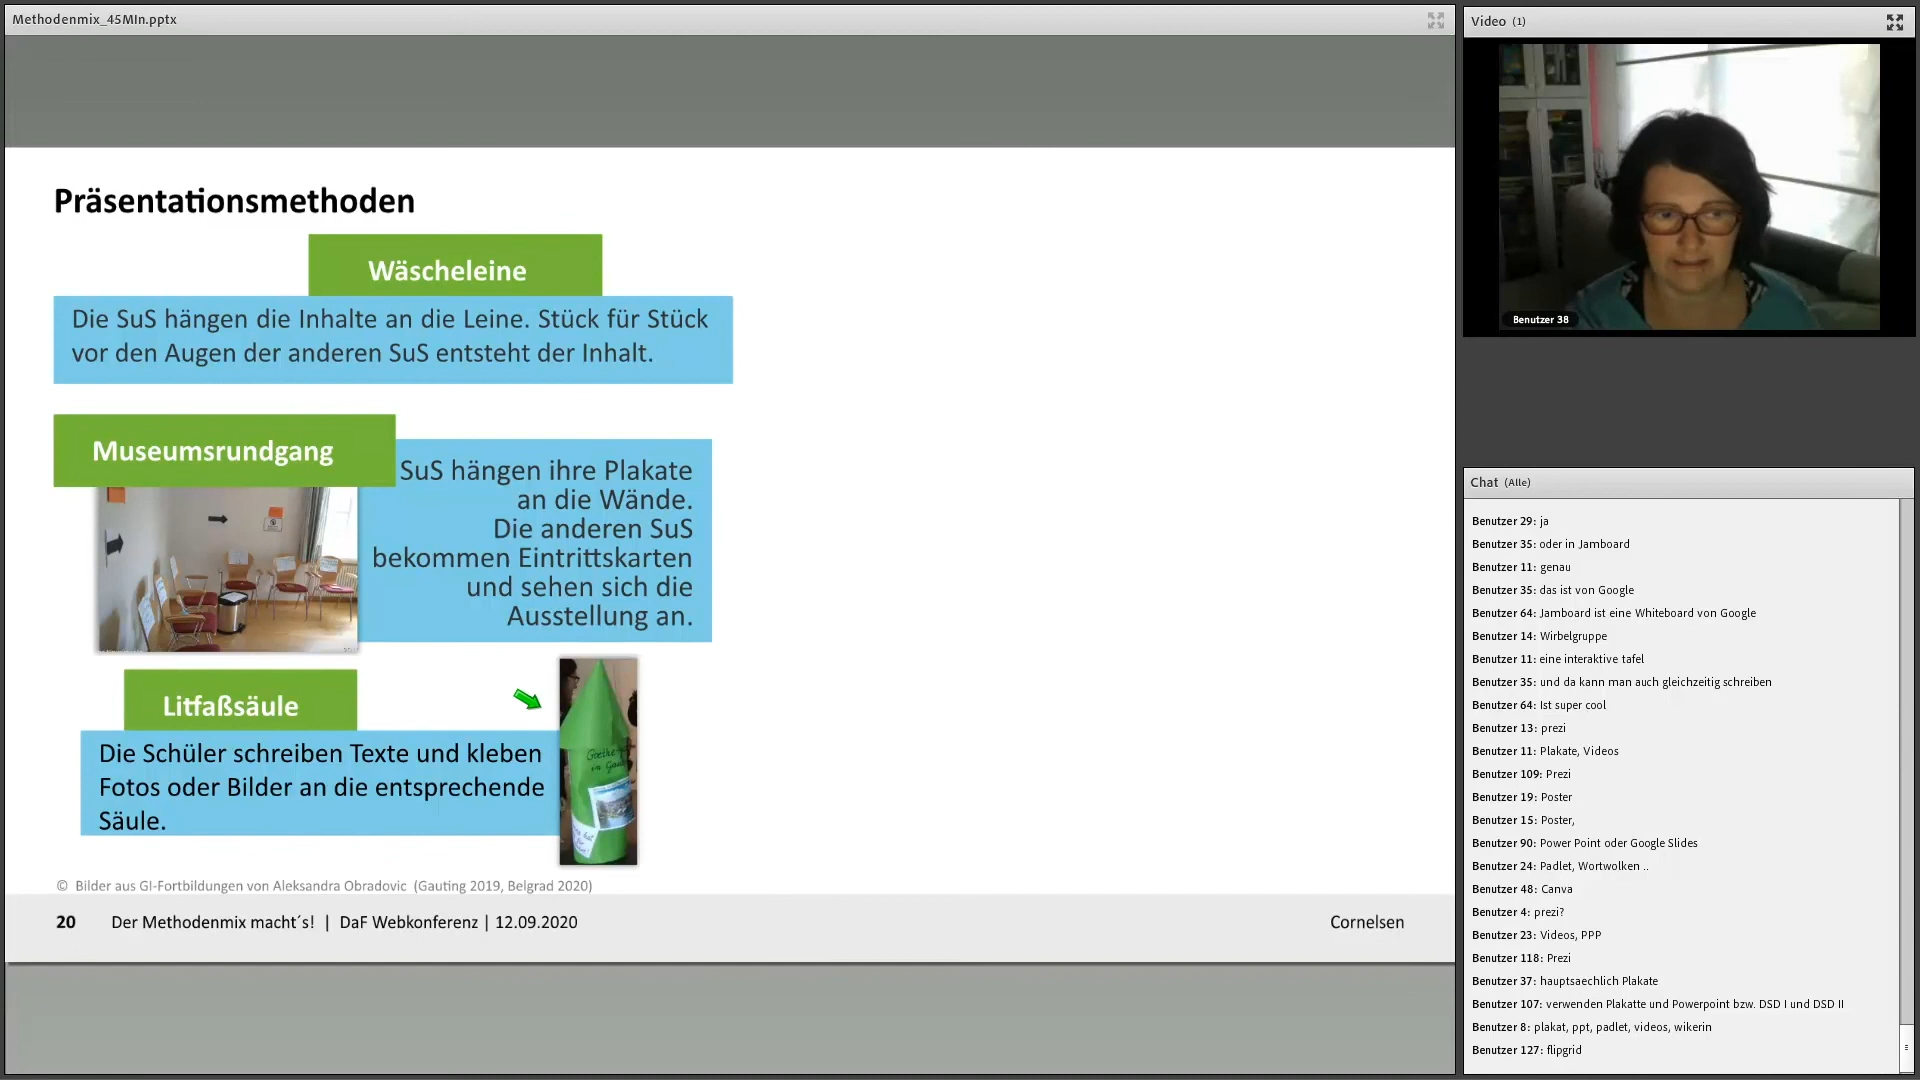 Methodenmix_45MIn.pptx
Präsentationsmethoden
Wäscheleine
Die SuS hängen die Inhalte an die Leine. Stück für Stück
vor den Augen der anderen SuS entsteht der Inhalt.
Museumsrundgang
SuS hängen ihre Plakate
an die Wände.
Die anderen SuS
bekommen Eintrittskarten
und sehen sich die
Ausstellung an.
Litfaßsäule
Die Schüler schreiben Texte und kleben
Fotos oder Bilder an die entsprechende
Säule.
Goethe
© Bilder aus GI-Fortbildungen von Aleksandra Obradovic (Gauting 2019, Belgrad 2020)
20 Der Methodenmix macht´s! | DaF Webkonferenz | 12.09.2020 Cornelsen
Video (1)
Benutzer 38
Chat (Alle)
Benutzer 29: ja
Benutzer 35: oder in Jamboard
Benutzer 11: genau
Benutzer 35: das ist von Google
Benutzer 64: Jamboard ist eine Whiteboard von Google
Benutzer 14: Wirbelgruppe
Benutzer 11: eine interaktive tafel
Benutzer 35: und da kann man auch gleichzeitig schreiben
Benutzer 64: Ist super cool
Benutzer 13: prezi
Benutzer 11: Plakate, Videos
Benutzer 109: Prezi
Benutzer 19: Poster
Benutzer 15: Poster,
Benutzer 90: Power Point oder Google Slides
Benutzer 24: Padlet, Wortwolken ..
Benutzer 48: Canva
Benutzer 4: prezi?
Benutzer 23: Videos, PPP
Benutzer 118: Prezi
Benutzer 37: hauptsaechlich Plakate
Benutzer 107: verwenden Plakatte und Powerpoint bzw. DSD I und DSD II
Benutzer 8: plakat, ppt, padlet, videos, wikerin
Benutzer 127: flipgrid